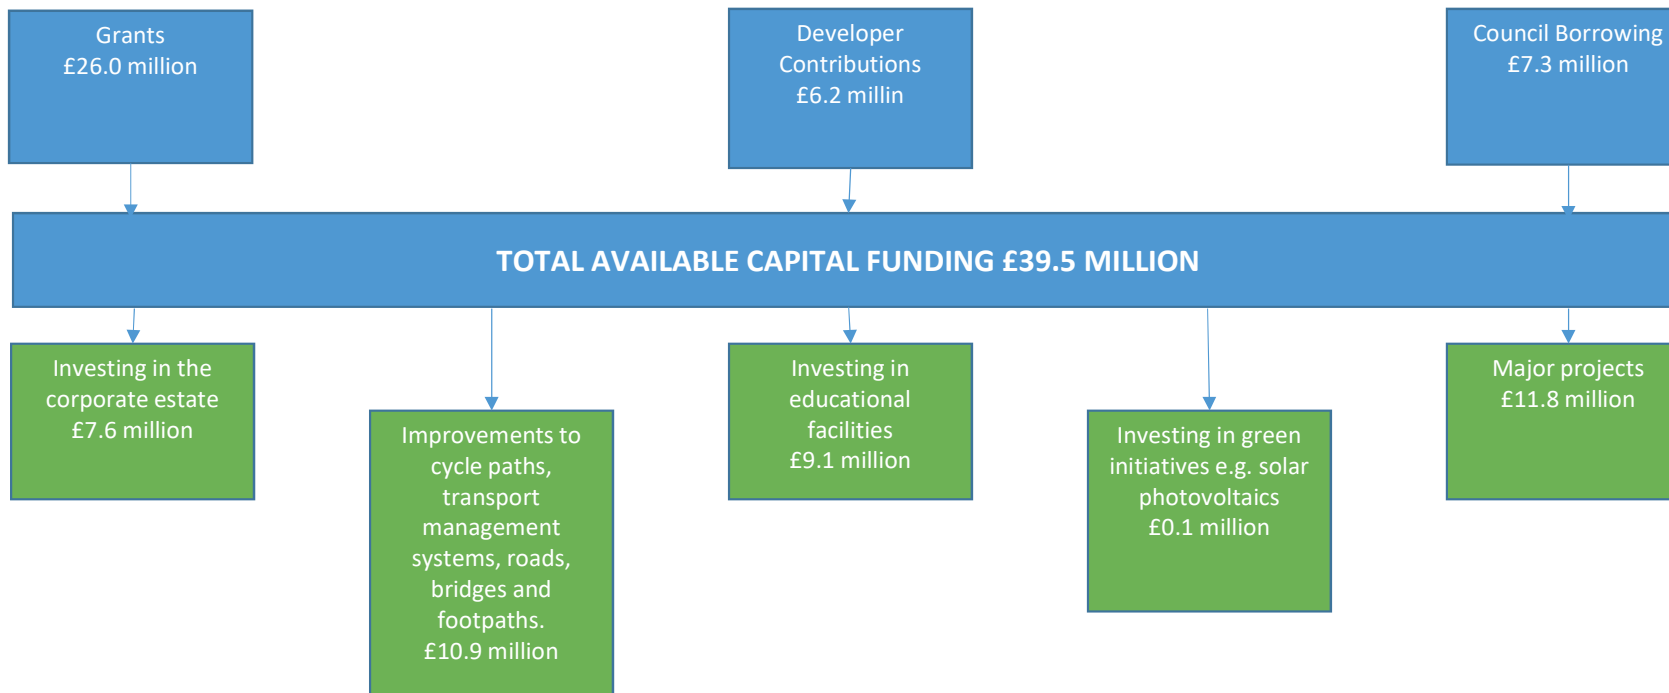 Grants
£26.0 million
Developer
Contributions
£6.2 millin
Council Borrowing
£7.3 million
TOTAL AVAILABLE CAPITAL FUNDING £39.5 MILLION
Investing in the
corporate estate
£7.6 million
Improvements to
cycle paths,
transport
management
systems, roads,
bridges and
footpaths.
£10.9 million
Investing in
educational
facilities
£9.1 million
Investing in green
initiatives e.g. solar
photovoltaics
£0.1 million
Major projects
£11.8 million